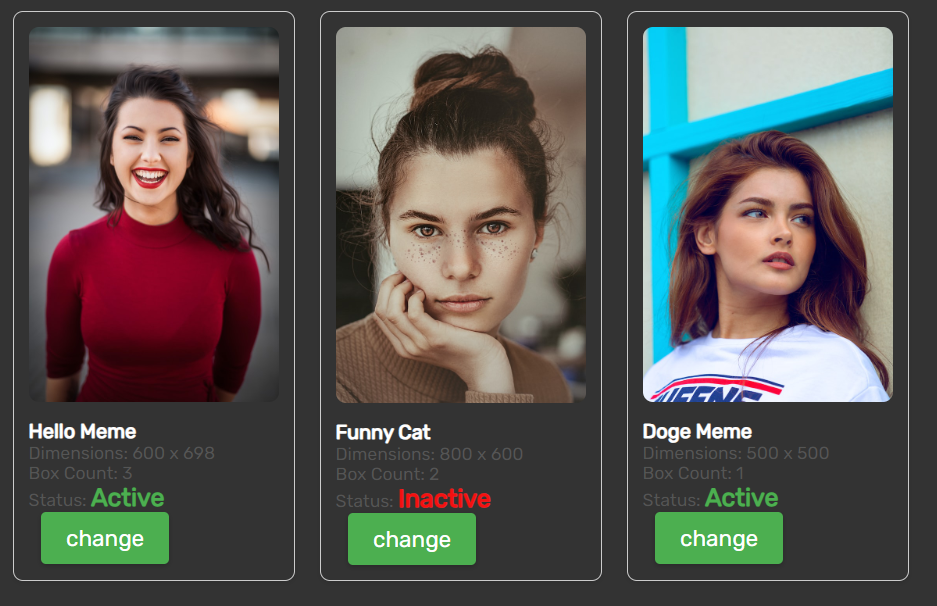 Hello Meme
Dimensions: 600 x 698
Box Count: 3
Status: Active
change
Funny Cat
Dimensions: 800 x 600
Box Count: 2
Status: Inactive
change
Doge Meme
Dimensions: 500 x 500
Box Count: 1
Status: Active
change